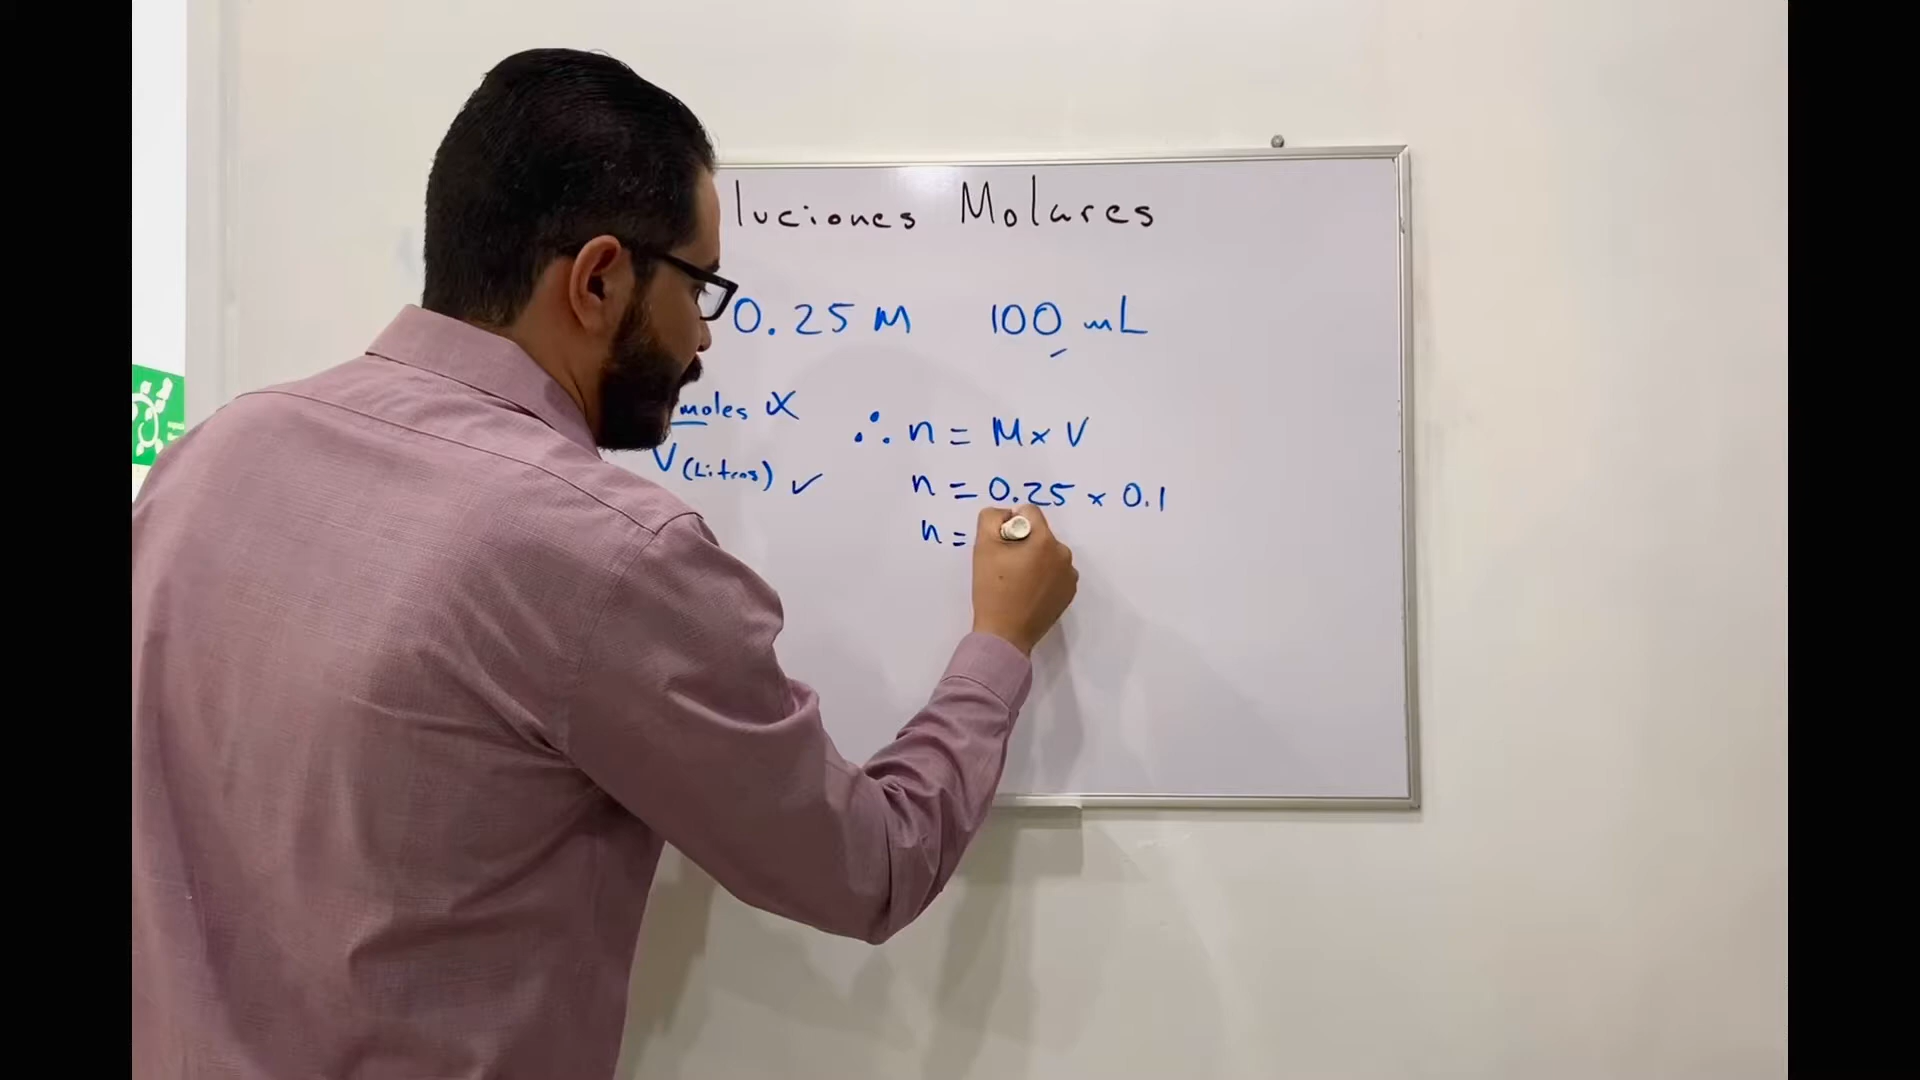 luciones Molares
0.25 M 100 mL
moles X
V (Litros) ✓
∴ n = M x V
n = 0.25 x 0.1
n =